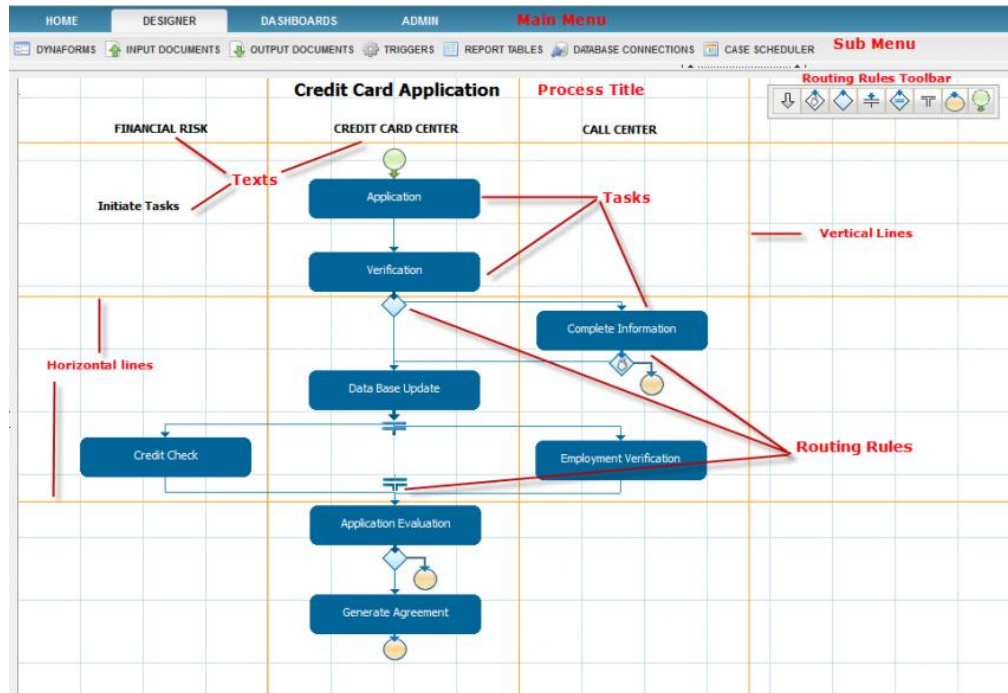 HOME DESIGNER DASHBOARDS ADMIN Main Menu
DYNAFORMS INPUT DOCUMENTS OUTPUT DOCUMENTS TRIGGERS REPORT TABLES DATABASE CONNECTIONS CASE SCHEDULER Sub Menu
Routing Rules Toolbar
Credit Card Application Process Title
FINANCIAL RISK CREDIT CARD CENTER CALL CENTER
Texts
Application
Tasks
Initiate Tasks
Vertical Lines
Verification
Complete Information
Horizontal lines
Data Base Update
Routing Rules
Credit Check
Employment Verification
Application Evaluation
Generate Agreement